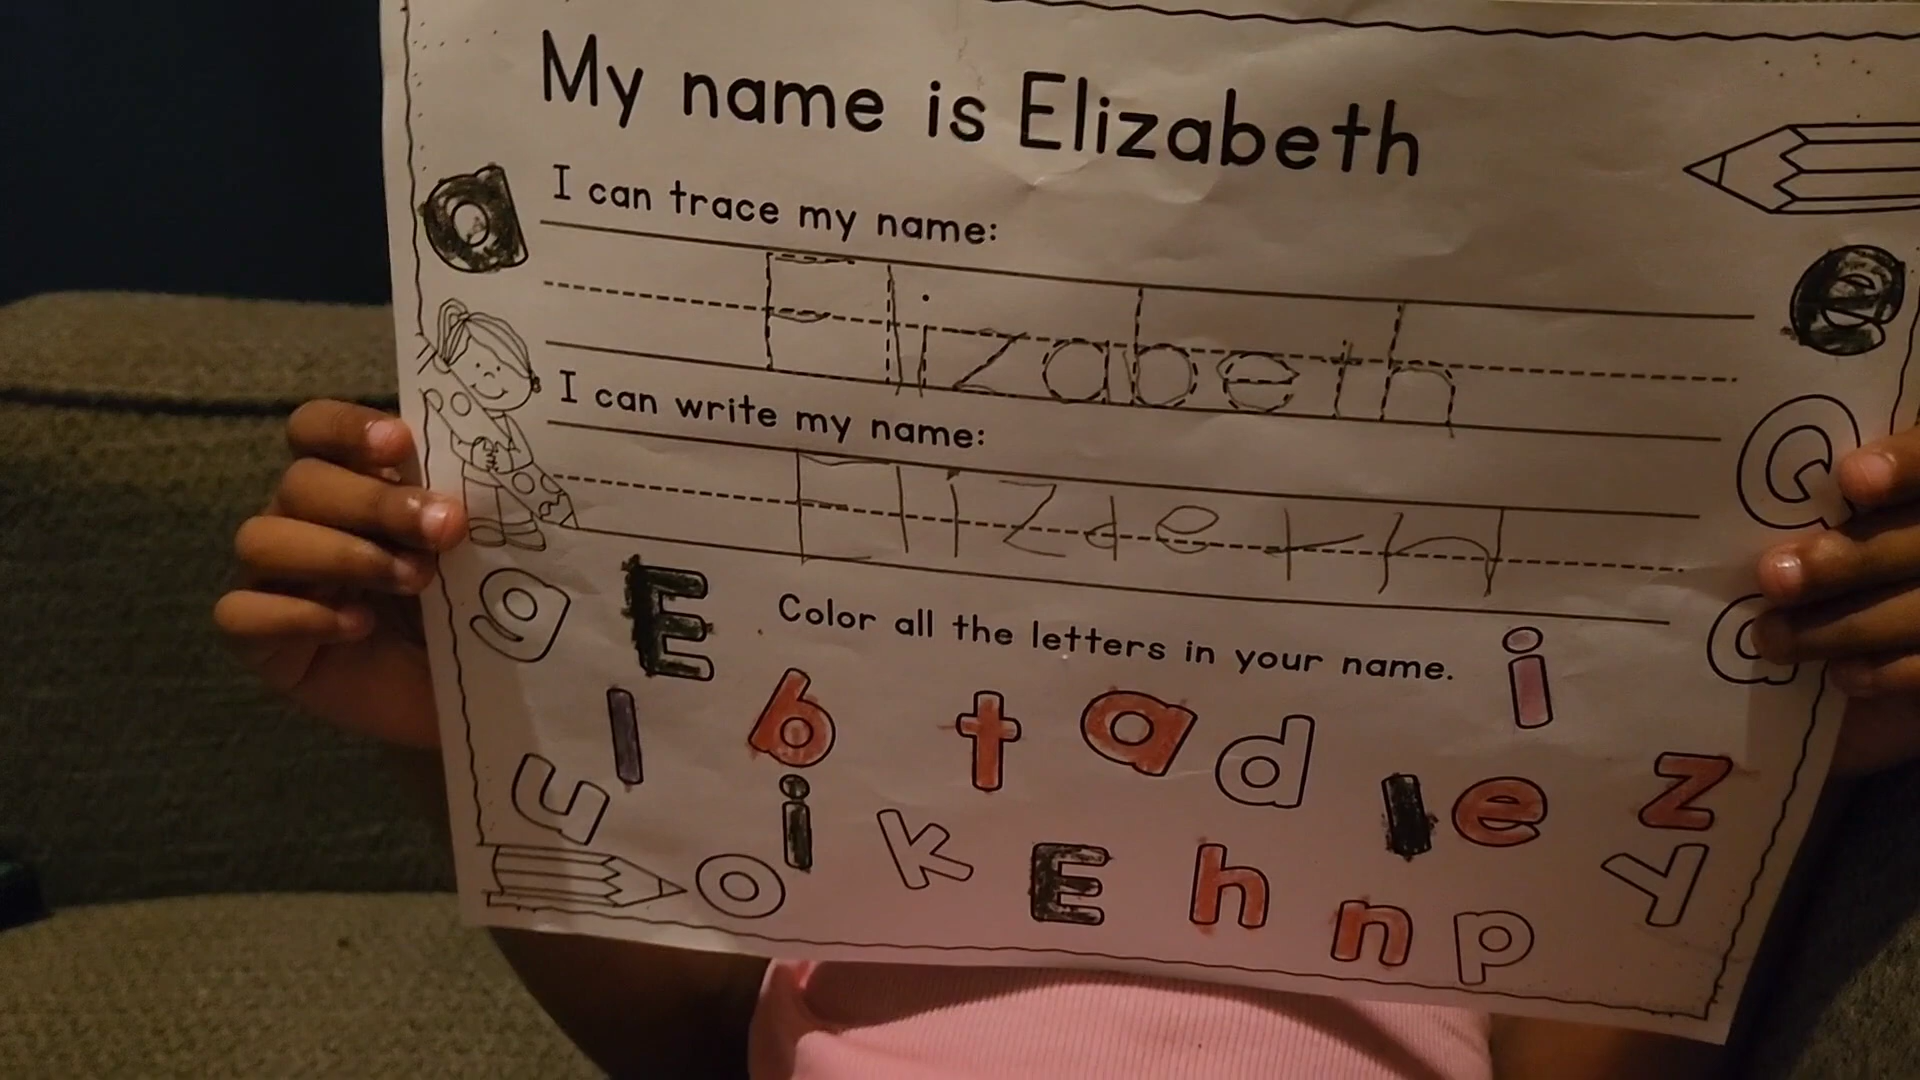 My name is Elizabeth
a
I can trace my name:
e
Elizabeth
I can write my name:
Q
Elizdeth
g E Color all the letters in your name. i a
l b t a d
u i k E l e z
o h n p y